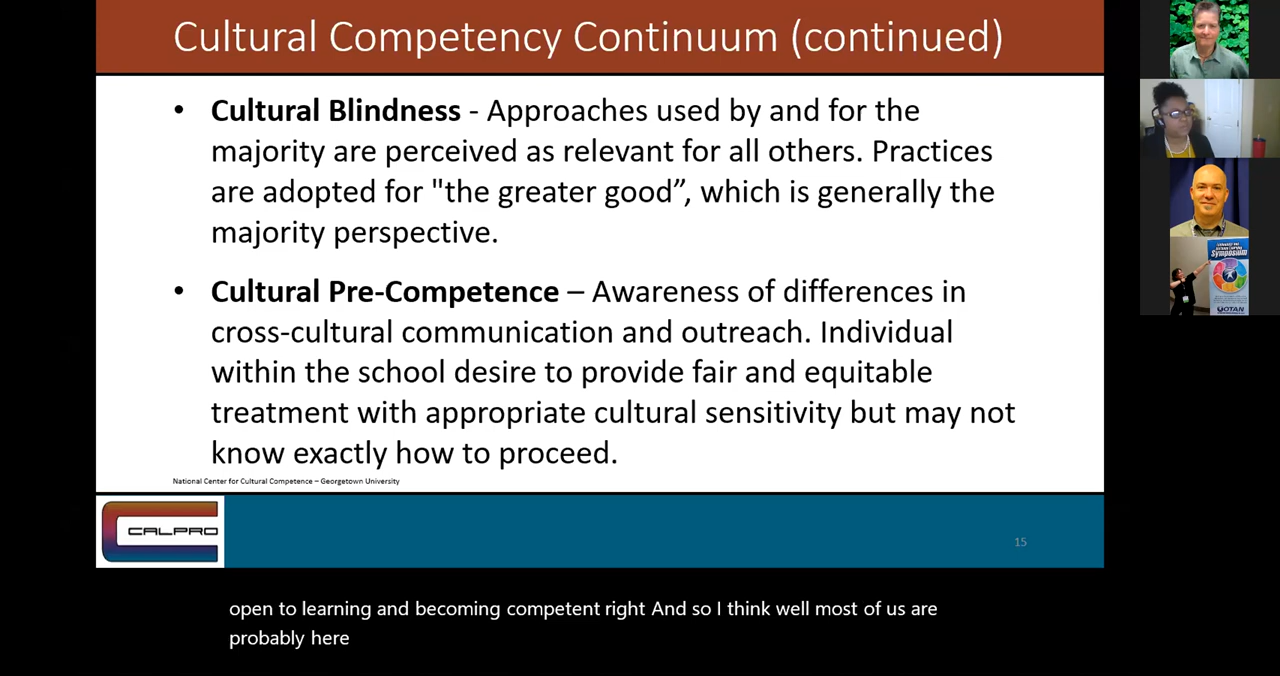 Cultural Competency Continuum (continued)
• Cultural Blindness - Approaches used by and for the
majority are perceived as relevant for all others. Practices
are adopted for "the greater good”, which is generally the
majority perspective.
• Cultural Pre-Competence – Awareness of differences in
cross-cultural communication and outreach. Individual
within the school desire to provide fair and equitable
treatment with appropriate cultural sensitivity but may not
know exactly how to proceed.
National Center for Cultural Competence – Georgetown University
CALPRO
15
open to learning and becoming competent right And so I think well most of us are
probably here
Symposium
OTAN